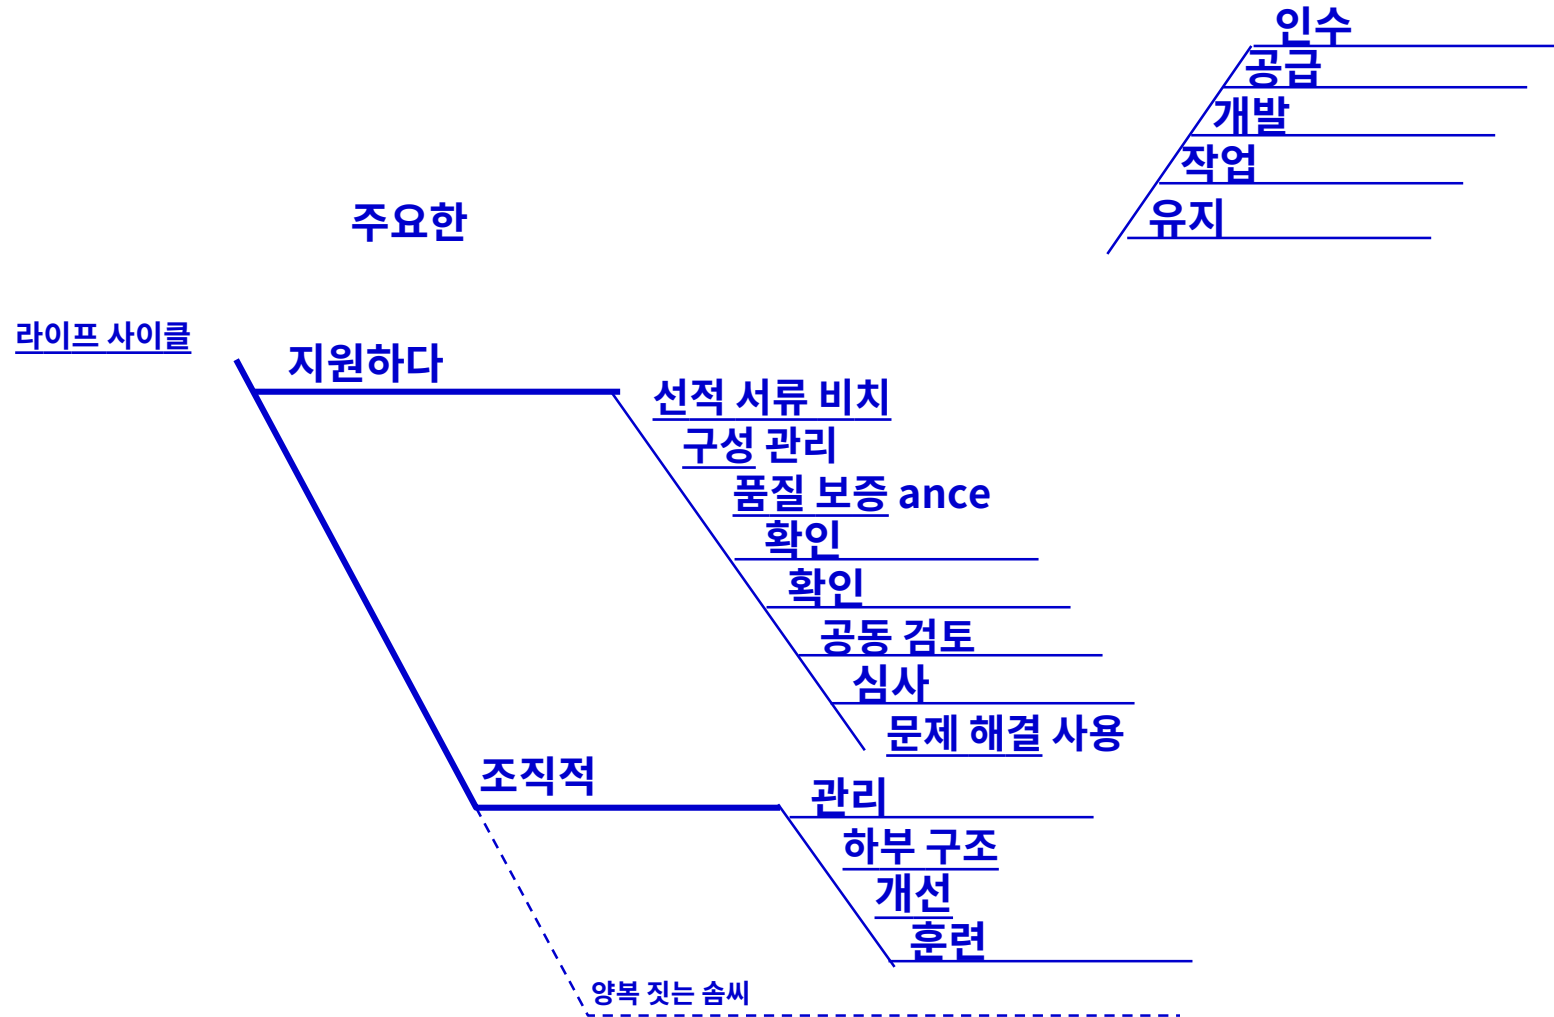 인수
공급
개발
작업
유지
주요한
라이프 사이클
지원하다
선적 서류 비치
구성 관리
품질 보증 ance
확인
확인
공동 검토
심사
문제 해결 사용
조직적
관리
하부 구조
개선
훈련
양복 짓는 솜씨